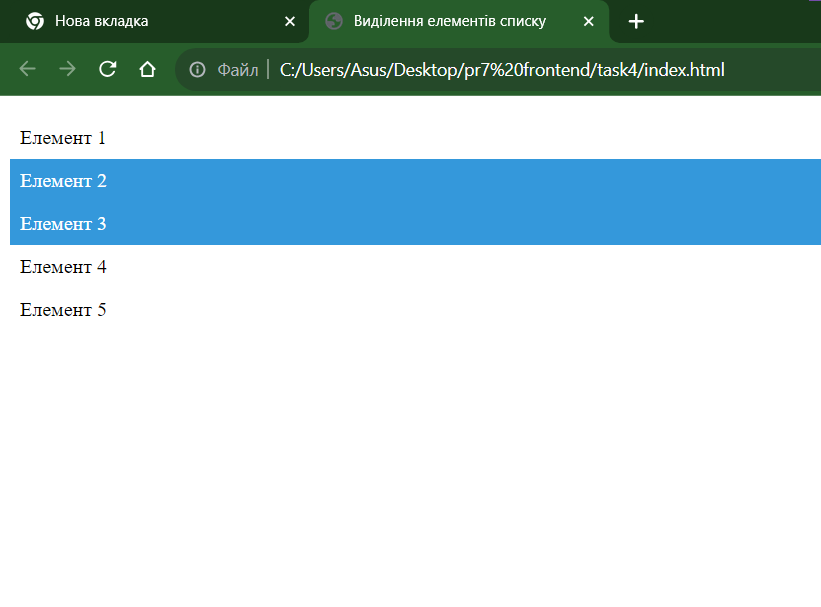 Нова вкладка
Виділення елементів списку
Файл C:/Users/Asus/Desktop/pr7%20frontend/task4/index.html
Елемент 1
Елемент 2
Елемент 3
Елемент 4
Елемент 5